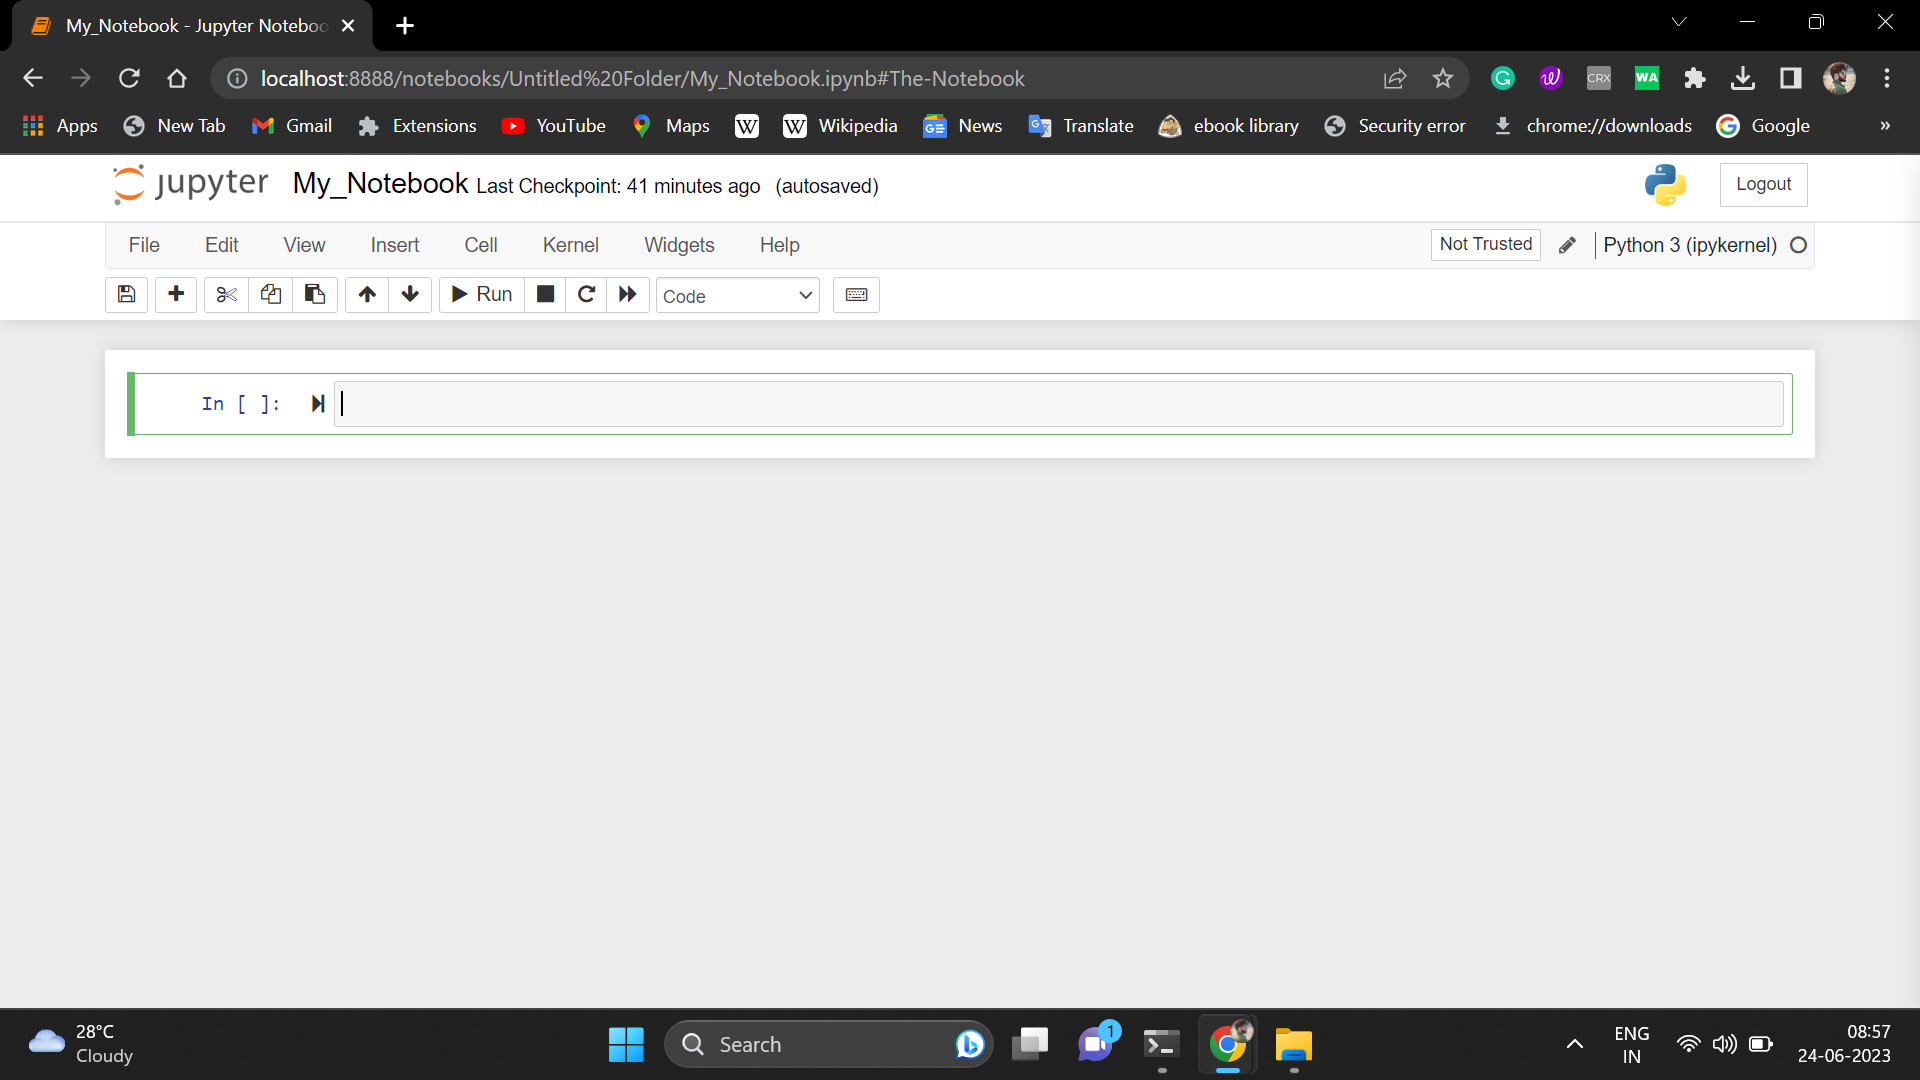 My_Notebook - Jupyter Noteboo
localhost:8888/notebooks/Untitled%20Folder/My_Notebook.ipynb#The-Notebook
G CRX WA
Apps New Tab Gmail Extensions YouTube Maps W W Wikipedia News Translate ebook library Security error chrome://downloads Google »
jupyter My_Notebook Last Checkpoint: 41 minutes ago (autosaved) Logout
File Edit View Insert Cell Kernel Widgets Help Not Trusted Python 3 (ipykernel)
Run Code
In [ ]:
28°C
Cloudy
Search
1
ENG
IN
08:57
24-06-2023